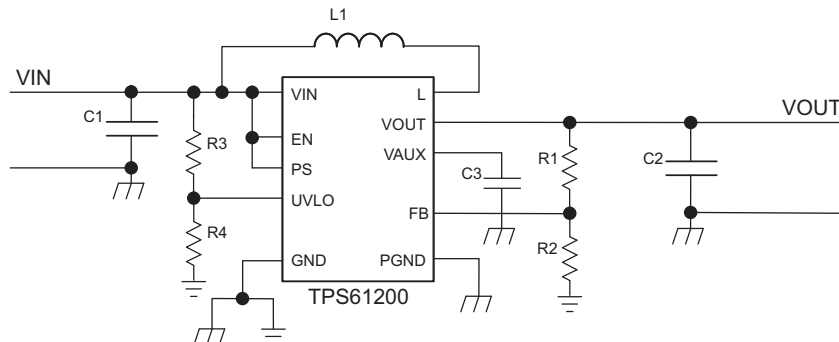 L1
VIN
VIN
L
C1
VOUT
VOUT
R3
EN
VAUX
R1
C2
PS
C3
UVLO
FB
R4
R2
GND
PGND
TPS61200